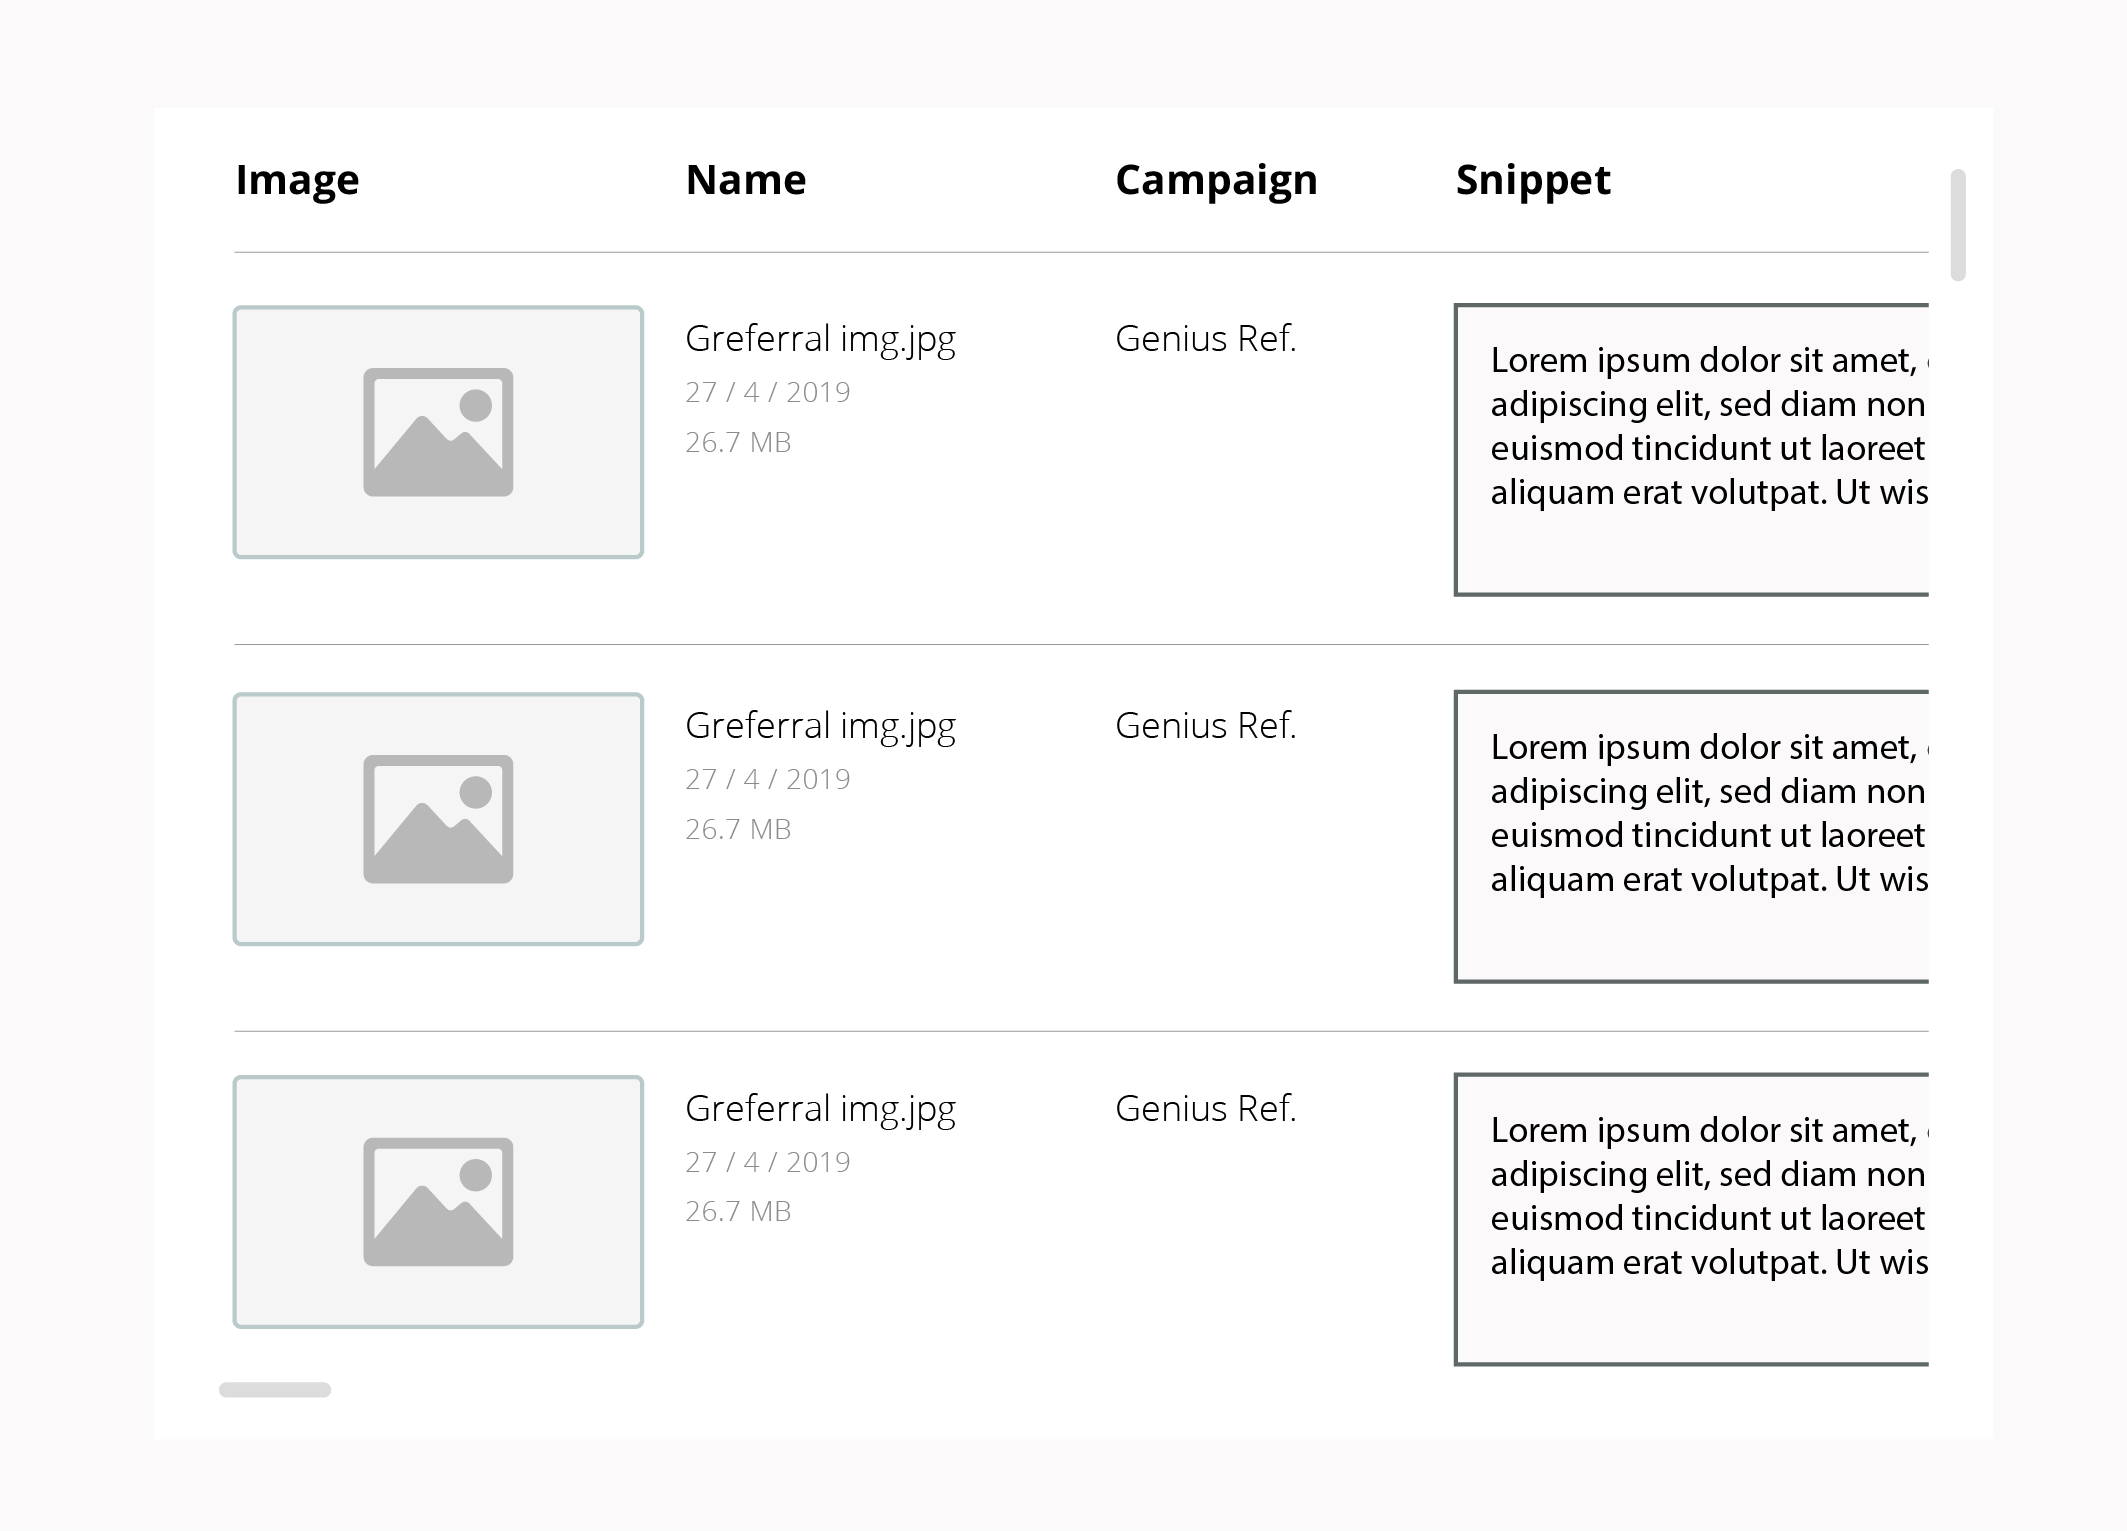 Image Name Campaign Snippet
Greferral img.jpg Genius Ref.
27 / 4 / 2019
26.7 MB
Lorem ipsum dolor sit amet,
adipiscing elit, sed diam non
euismod tincidunt ut laoreet
aliquam erat volutpat. Ut wis
Greferral img.jpg Genius Ref.
27 / 4 / 2019
26.7 MB
Lorem ipsum dolor sit amet,
adipiscing elit, sed diam non
euismod tincidunt ut laoreet
aliquam erat volutpat. Ut wis
Greferral img.jpg Genius Ref.
27 / 4 / 2019
26.7 MB
Lorem ipsum dolor sit amet,
adipiscing elit, sed diam non
euismod tincidunt ut laoreet
aliquam erat volutpat. Ut wis